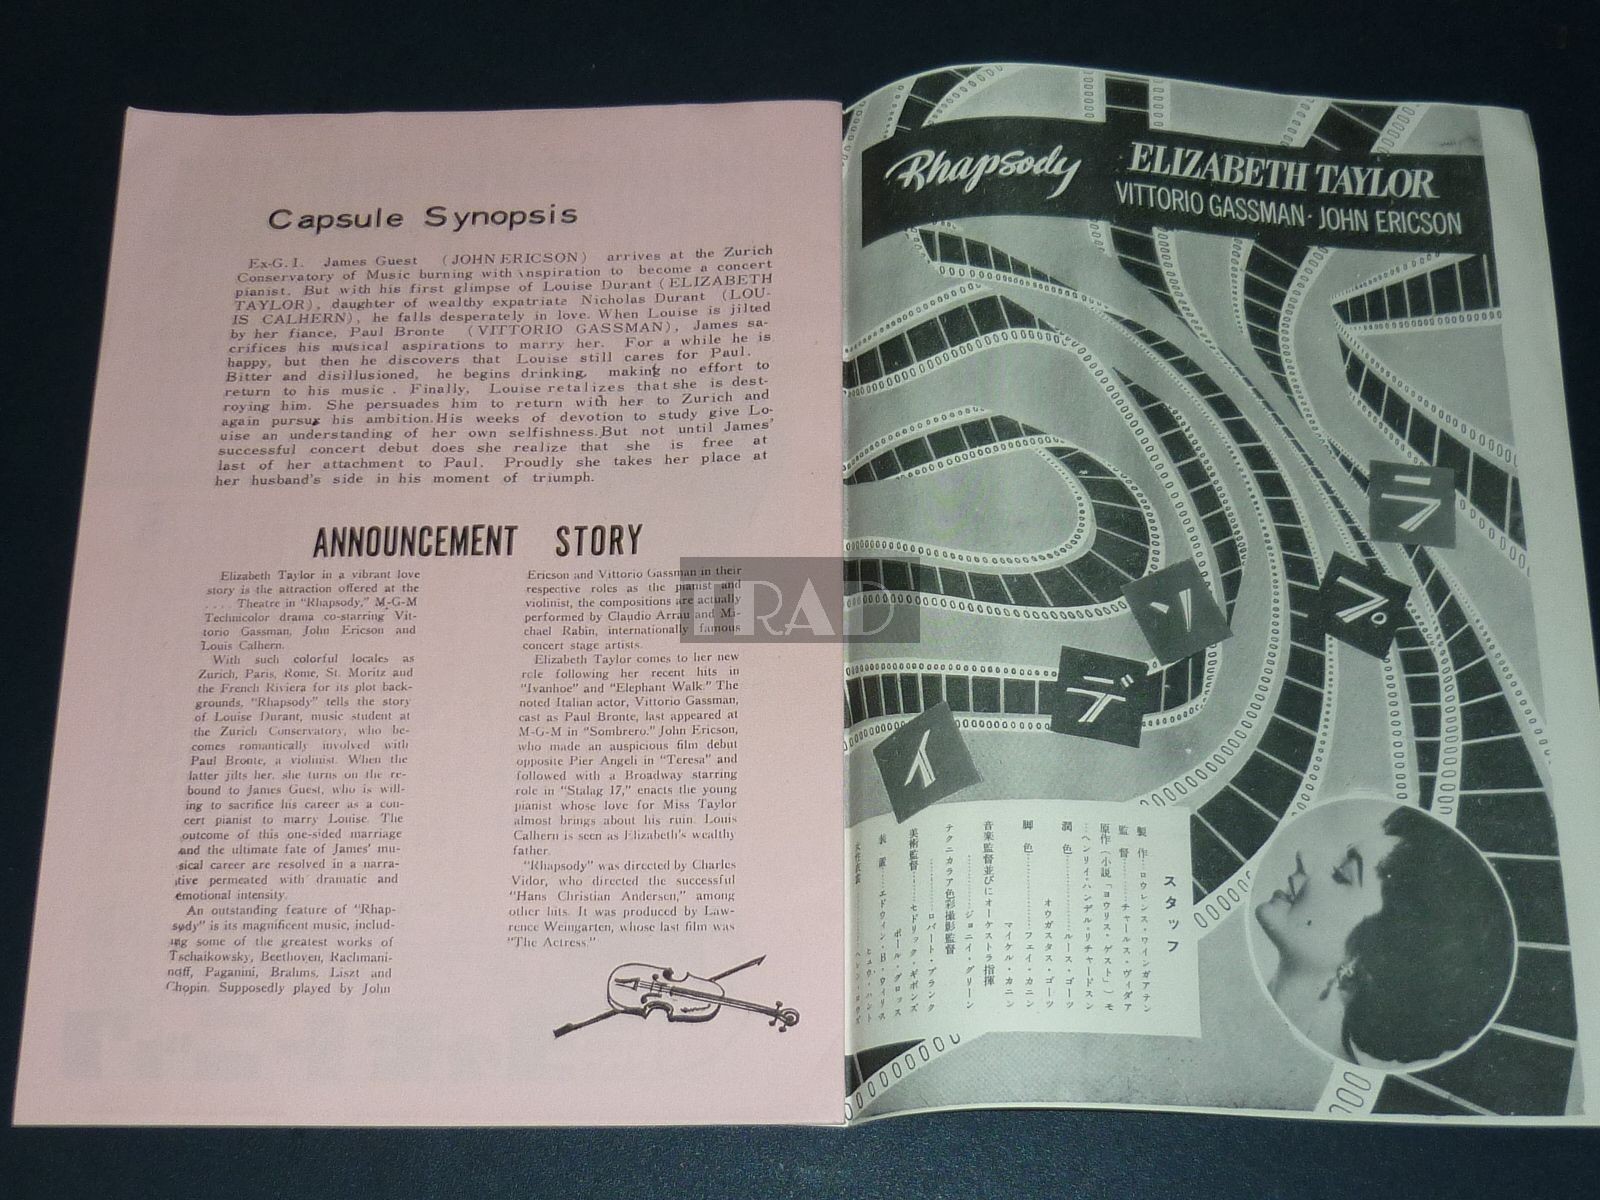 Capsule Synopsis
Ex-G.I. James Guest (JOHN ERICSON) arrives at the Zurich
Conservatory of Music burning with inspiration to become a concert
pianist. But with his first glimpse of Louise Durant (ELIZABETH
TAYLOR), daughter of wealthy expatriate Nicholas Durant (LOU-
IS CALHERN), he falls desperately in love. When Louise is jilted
by her fiance, Paul Bronte (VITTORIO GASSMAN), James sa-
crifices his musical aspirations to marry her. For a while he is
happy, but then he discovers that Louise still cares for Paul.
Bitter and disillusioned, he begins drinking, making no effort to
return to his music. Finally, Louise retalizes that she is dest-
roying him. She persuades him to return with her to Zurich and
again pursue his ambition. His weeks of devotion to study give Lo-
uise an understanding of her own selfishness. But not until James'
successful concert debut does she realize that she is free at
last of her attachment to Paul. Proudly she takes her place at
her husband's side in his moment of triumph.
ANNOUNCEMENT STORY
Elizabeth Taylor in a vibrant love
story is the attraction offered at the
.... Theatre in "Rhapsody," M-G-M
Technicolor drama co-starring Vit-
torio Gassman, John Ericson and
Louis Calhern.
With such colorful locales as
Zurich, Paris, Rome, St. Moritz and
the French Riviera for its plot back-
grounds, "Rhapsody" tells the story
of Louise Durant, music student at
the Zurich Conservatory, who be-
comes romantically involved with
Paul Bronte, a violinist. When the
latter jilts her, she turns on the re-
bound to James Guest, who is will-
ing to sacrifice his career as a con-
cert pianist to marry Louise. The
outcome of this one-sided marriage
and the ultimate fate of James' mu-
sical career are resolved in a narra-
tive permeated with dramatic and
emotional intensity.
An outstanding feature of "Rhap-
sody" is its magnificent music, includ-
ing some of the greatest works of
Tschaikowsky, Beethoven, Rachmani-
noff, Paganini, Brahms, Liszt and
Chopin. Supposedly played by John
Ericson and Vittorio Gassman in their
respective roles as the pianist and
violinist, the compositions are actually
performed by Claudio Arrau and Mi-
chael Rabin, internationally famous
concert stage artists.
Elizabeth Taylor comes to her new
role following her recent hits in
"Ivanhoe" and "Elephant Walk." The
noted Italian actor, Vittorio Gassman,
cast as Paul Bronte, last appeared at
M-G-M in "Sombrero." John Ericson,
who made an auspicious film debut
opposite Pier Angeli in "Teresa" and
followed with a Broadway starring
role in "Stalag 17," enacts the young
pianist whose love for Miss Taylor
almost brings about his ruin. Louis
Calhern is seen as Elizabeth's wealthy
father.
"Rhapsody" was directed by Charles
Vidor, who directed the successful
"Hans Christian Andersen," among
other hits. It was produced by Law-
rence Weingarten, whose last film was
"The Actress."
Rhapsody
ELIZABETH TAYLOR
VITTORIO GASSMAN · JOHN ERICSON
ラプソディ
スタッフ
製作……ロウレンス・ワインガアテン
監督……チャールス・ヴィダア
原作(小説「ヨウリス・ゲスト」)モ
…ヘンリイ・ハンデル・リチャードスン
潤色……ルース・ゴーツ
オウガスタス・ゴーツ
脚色……フェイ・カニン
マイケル・カニン
音楽監督並びにオーケストラ指揮
……ジョニイ・グリーン
テクニカラア色彩撮影監督
……ロバート・プランク
美術監督……セドリック・ギボンズ
ポール・グロッス
装置……エドウィン・B・ウィリス
ヒュウ・ハント
女性衣裳……ヘレン・ロウズ
ERAD